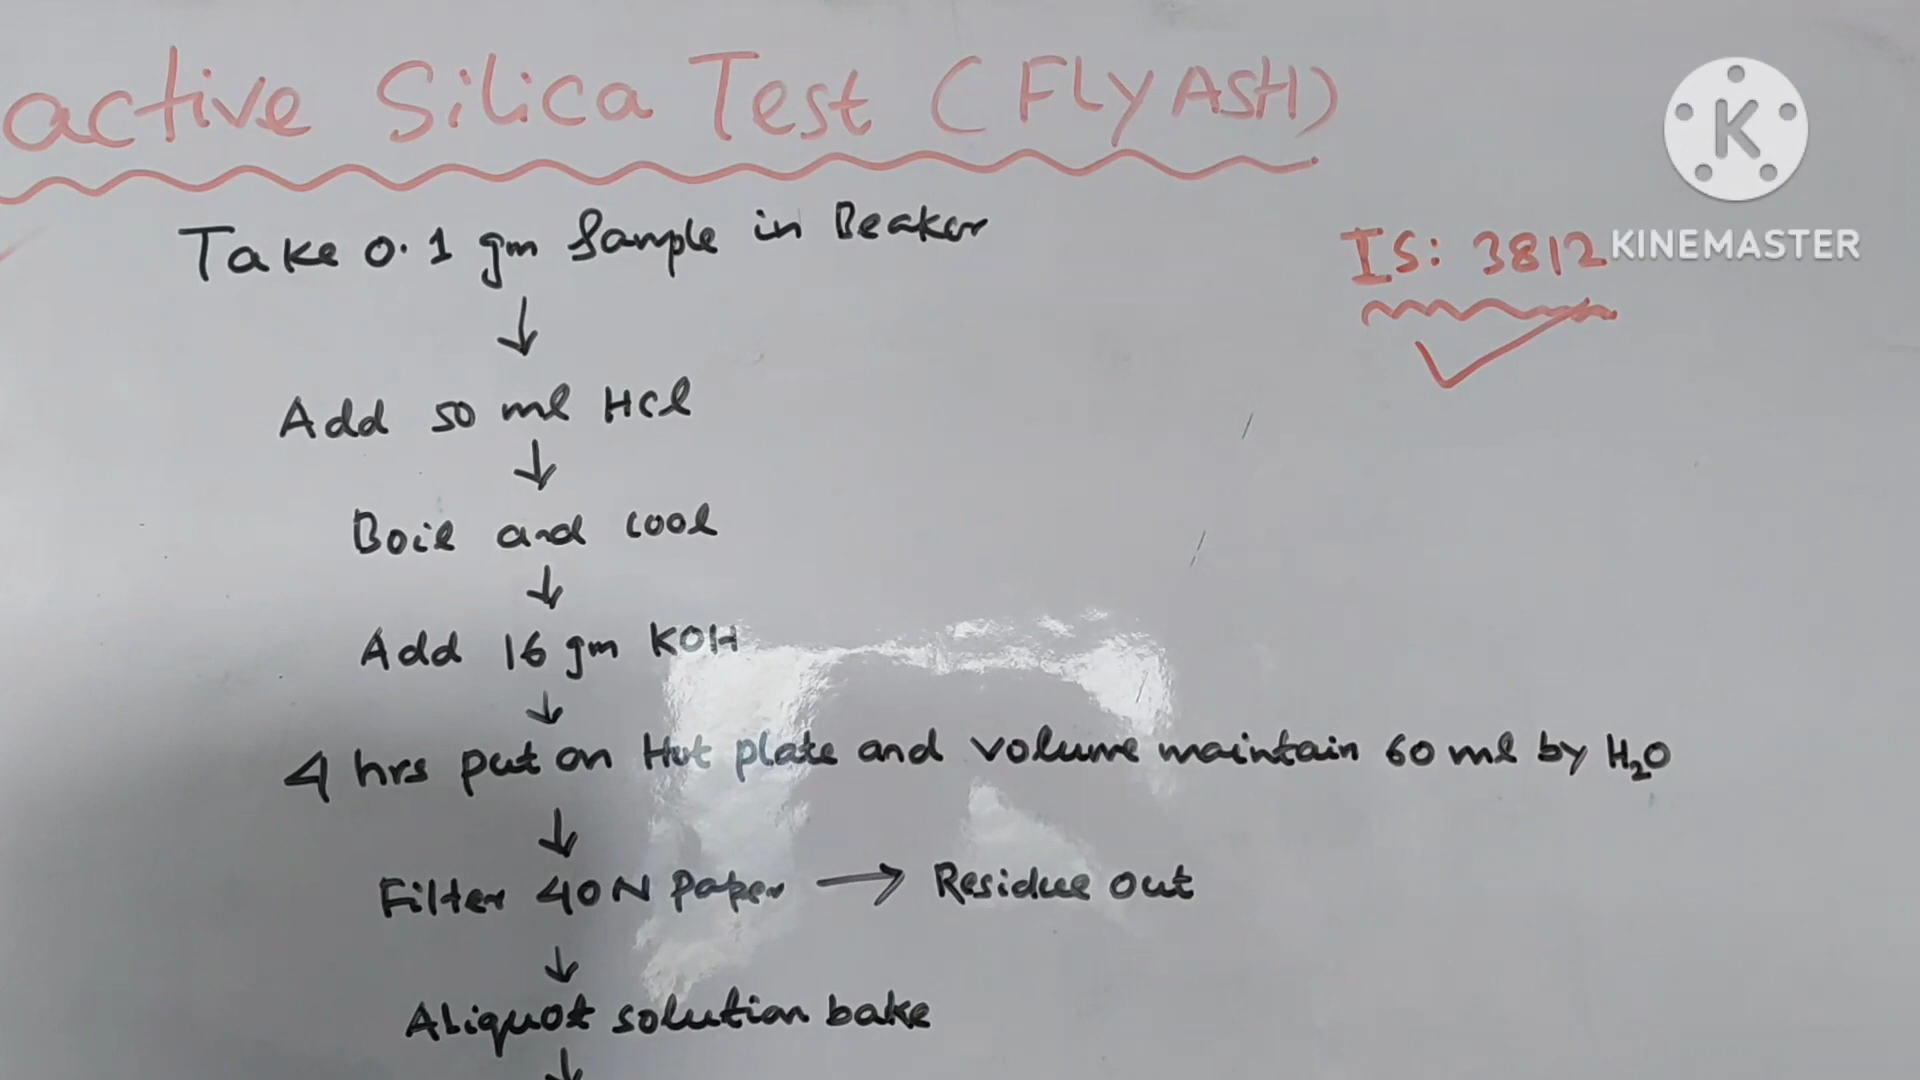 active Silica Test (FLY ASH)
Take 0.1 gm Sample in Beaker
IS: 3812
K
KINEMASTER
Add 50 ml HCl
Boil and cool
Add 16 gm KOH
4 hrs put on Hot plate and volume maintain 60 ml by H₂O
Filter 40 N Paper → Residue out
Aliquot solution bake